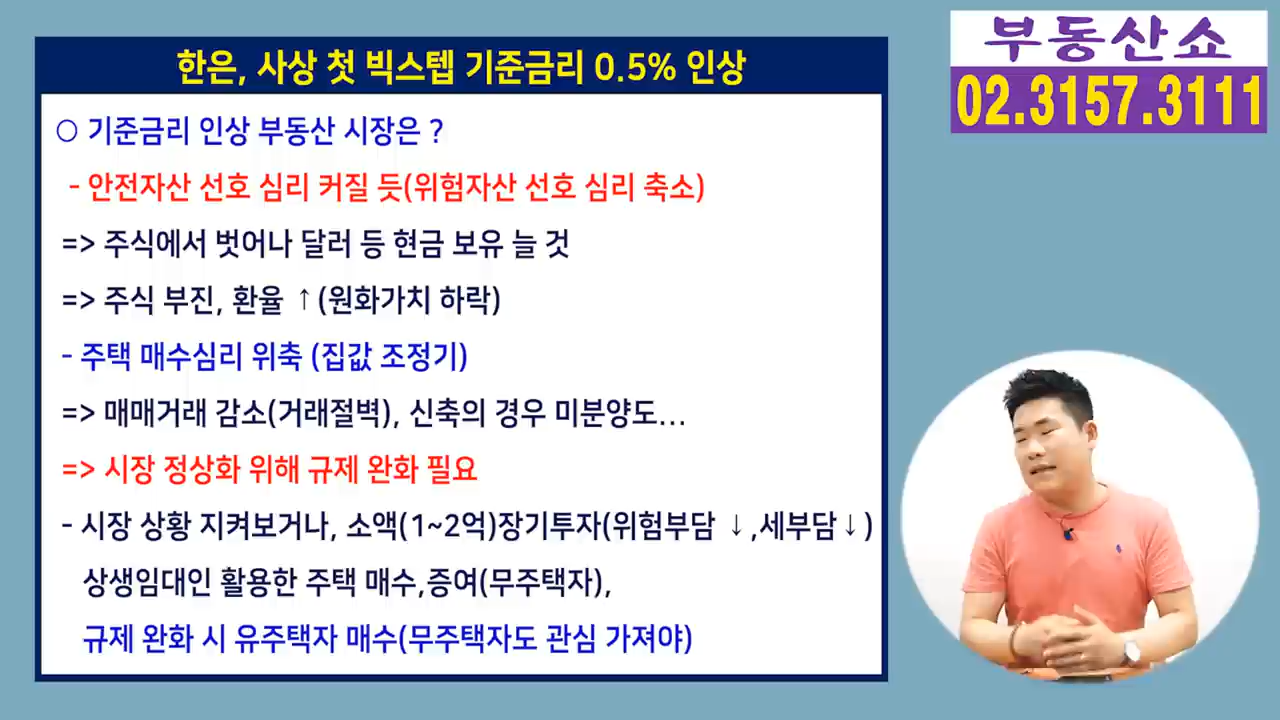 한은, 사상 첫 빅스텝 기준금리 0.5% 인상
부동산쇼
02.3157.3111
○ 기준금리 인상 부동산 시장은 ?
- 안전자산 선호 심리 커질 듯(위험자산 선호 심리 축소)
=> 주식에서 벗어나 달러 등 현금 보유 늘 것
=> 주식 부진, 환율 ↑(원화가치 하락)
- 주택 매수심리 위축 (집값 조정기)
=> 매매거래 감소(거래절벽), 신축의 경우 미분양도...
=> 시장 정상화 위해 규제 완화 필요
- 시장 상황 지켜보거나, 소액(1~2억)장기투자(위험부담 ↓,세부담↓)
상생임대인 활용한 주택 매수,증여(무주택자),
규제 완화 시 유주택자 매수(무주택자도 관심 가져야)